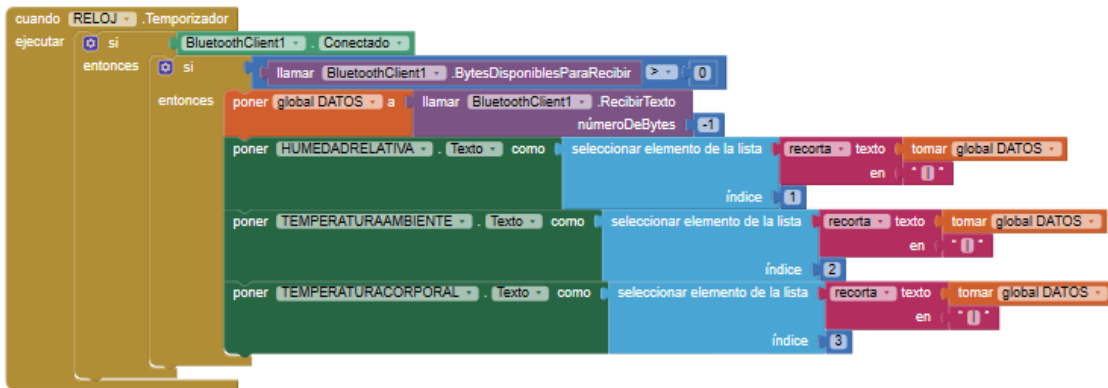 cuando RELOJ .Temporizador
ejecutar si BluetoothClient1 . Conectado
entonces si llamar BluetoothClient1 .BytesDisponiblesParaRecibir > 0
entonces poner global DATOS a llamar BluetoothClient1 .RecibirTexto
númeroDeBytes -1
poner HUMEDADRELATIVA . Texto como seleccionar elemento de la lista recorta texto tomar global DATOS
en " | "
índice 1
poner TEMPERATURAAMBIENTE . Texto como seleccionar elemento de la lista recorta texto tomar global DATOS
en " | "
índice 2
poner TEMPERATURACORPORAL . Texto como seleccionar elemento de la lista recorta texto tomar global DATOS
en " | "
índice 3